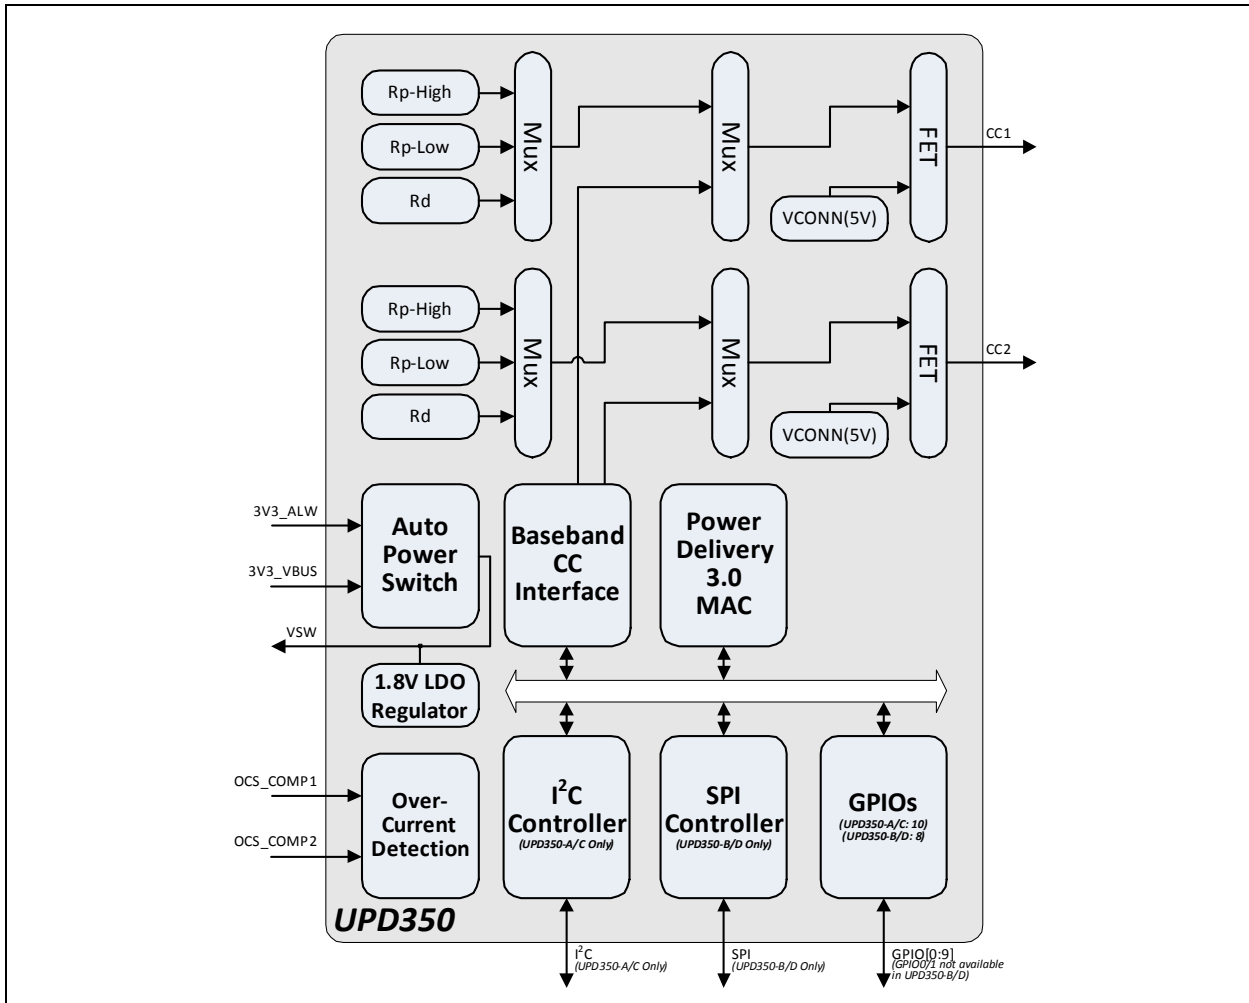 Rp-High
Rp-Low
Rd
Mux
Mux
VCONN(5V)
FET
CC1
Rp-High
Rp-Low
Rd
Mux
Mux
VCONN(5V)
FET
CC2
3V3_ALW
3V3_VBUS
VSW
Auto
Power
Switch
Baseband
CC
Interface
Power
Delivery
3.0
MAC
1.8V LDO
Regulator
OCS_COMP1
OCS_COMP2
Over-
Current
Detection
I²C
Controller
(UPD350-A/C Only)
SPI
Controller
(UPD350-B/D Only)
GPIOs
(UPD350-A/C: 10)
(UPD350-B/D: 8)
UPD350
I²C
(UPD350-A/C Only)
SPI
(UPD350-B/D Only)
GPIO[0:9]
(GPIO0/1 not available
in UPD350-B/D)